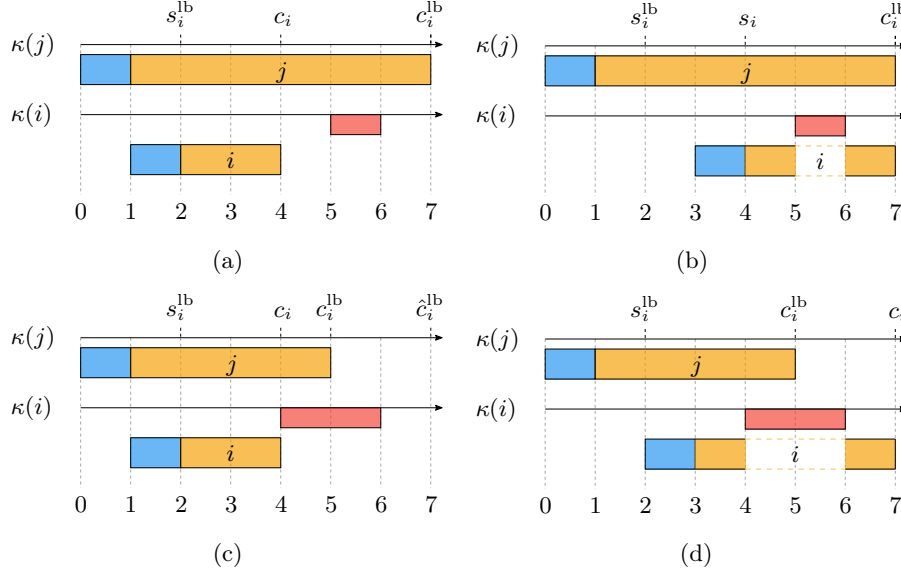 s_i^lb c_i c_i^lb
κ(j)
j
κ(i)
i
0 1 2 3 4 5 6 7
(a)
s_i^lb s_i c_i^lb
κ(j)
j
κ(i)
i
0 1 2 3 4 5 6 7
(b)
s_i^lb c_i c_i^lb ĉ_i^lb
κ(j)
j
κ(i)
i
0 1 2 3 4 5 6 7
(c)
s_i^lb c_i^lb c_i
κ(j)
j
κ(i)
i
0 1 2 3 4 5 6 7
(d)